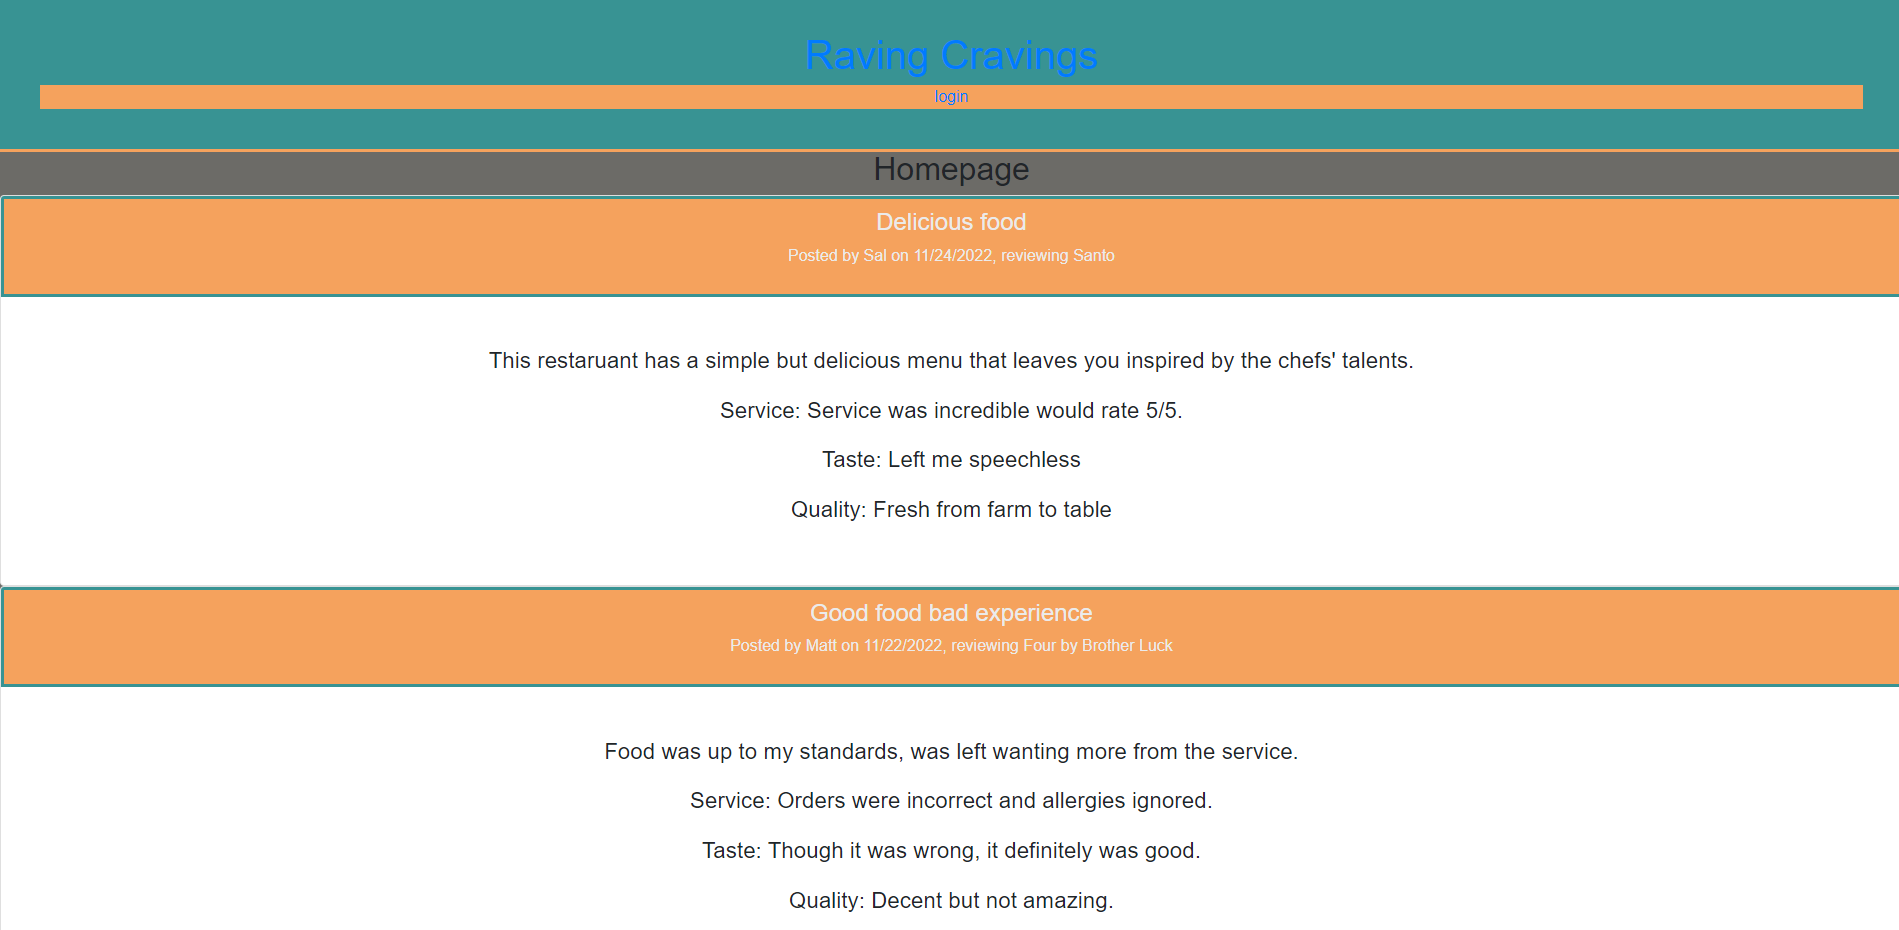 Raving Cravings
login
Homepage
Delicious food
Posted by Sal on 11/24/2022, reviewing Santo
This restaruant has a simple but delicious menu that leaves you inspired by the chefs' talents.
Service: Service was incredible would rate 5/5.
Taste: Left me speechless
Quality: Fresh from farm to table
Good food bad experience
Posted by Matt on 11/22/2022, reviewing Four by Brother Luck
Food was up to my standards, was left wanting more from the service.
Service: Orders were incorrect and allergies ignored.
Taste: Though it was wrong, it definitely was good.
Quality: Decent but not amazing.